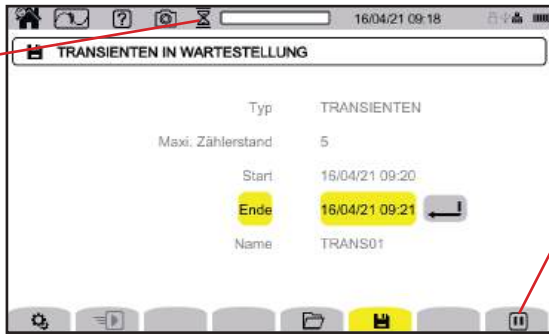 16/04/21 09:18
TRANSIENTEN IN WARTESTELLUNG
Typ TRANSIENTEN
Maxi. Zählerstand 5
Start 16/04/21 09:20
Ende 16/04/21 09:21
Name TRANS01